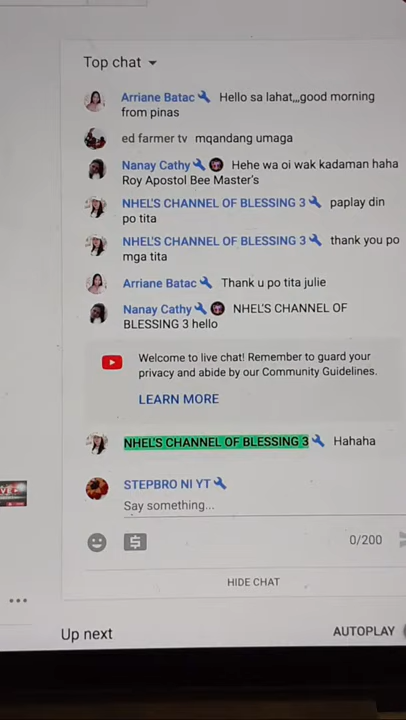 Top chat
Arriane Batac Hello sa lahat,,,good morning
from pinas
ed farmer tv mqandang umaga
Nanay Cathy Hehe wa oi wak kadaman haha
Roy Apostol Bee Master's
NHEL'S CHANNEL OF BLESSING 3 paplay din
po tita
NHEL'S CHANNEL OF BLESSING 3 thank you po
mga tita
Arriane Batac Thank u po tita julie
Nanay Cathy NHEL'S CHANNEL OF
BLESSING 3 hello
Welcome to live chat! Remember to guard your
privacy and abide by our Community Guidelines.
LEARN MORE
NHEL'S CHANNEL OF BLESSING 3 Hahaha
STEPBRO NI YT
Say something...
0/200
HIDE CHAT
Up next AUTOPLAY